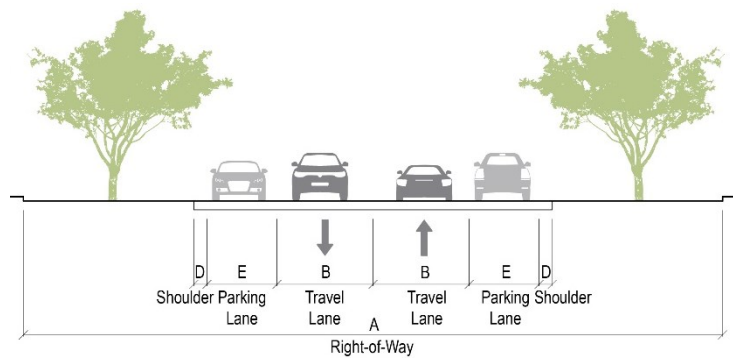 D E B B E D
Shoulder Parking Travel Travel Parking Shoulder
Lane Lane Lane Lane
A
Right-of-Way